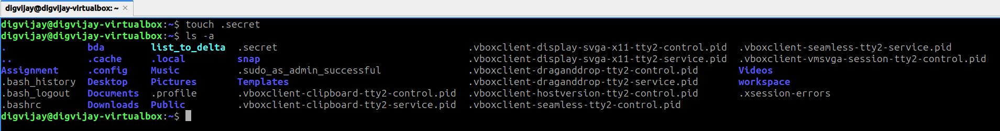 digvijay@digvijay-virtualbox: ~ ×
digvijay@digvijay-virtualbox:~$ touch .secret
digvijay@digvijay-virtualbox:~$ ls -a
. bda list_to_delta .secret .vboxclient-display-svga-x11-tty2-control.pid .vboxclient-seamless-tty2-service.pid
.. .cache .local snap .vboxclient-display-svga-x11-tty2-service.pid .vboxclient-vmsvga-session-tty2-control.pid
Assignment .config Music .sudo_as_admin_successful .vboxclient-draganddrop-tty2-control.pid Videos
.bash_history Desktop Pictures Templates .vboxclient-draganddrop-tty2-service.pid workspace
.bash_logout Documents .profile .vboxclient-clipboard-tty2-control.pid .vboxclient-hostversion-tty2-control.pid .xsession-errors
.bashrc Downloads Public .vboxclient-clipboard-tty2-service.pid .vboxclient-seamless-tty2-control.pid
digvijay@digvijay-virtualbox:~$